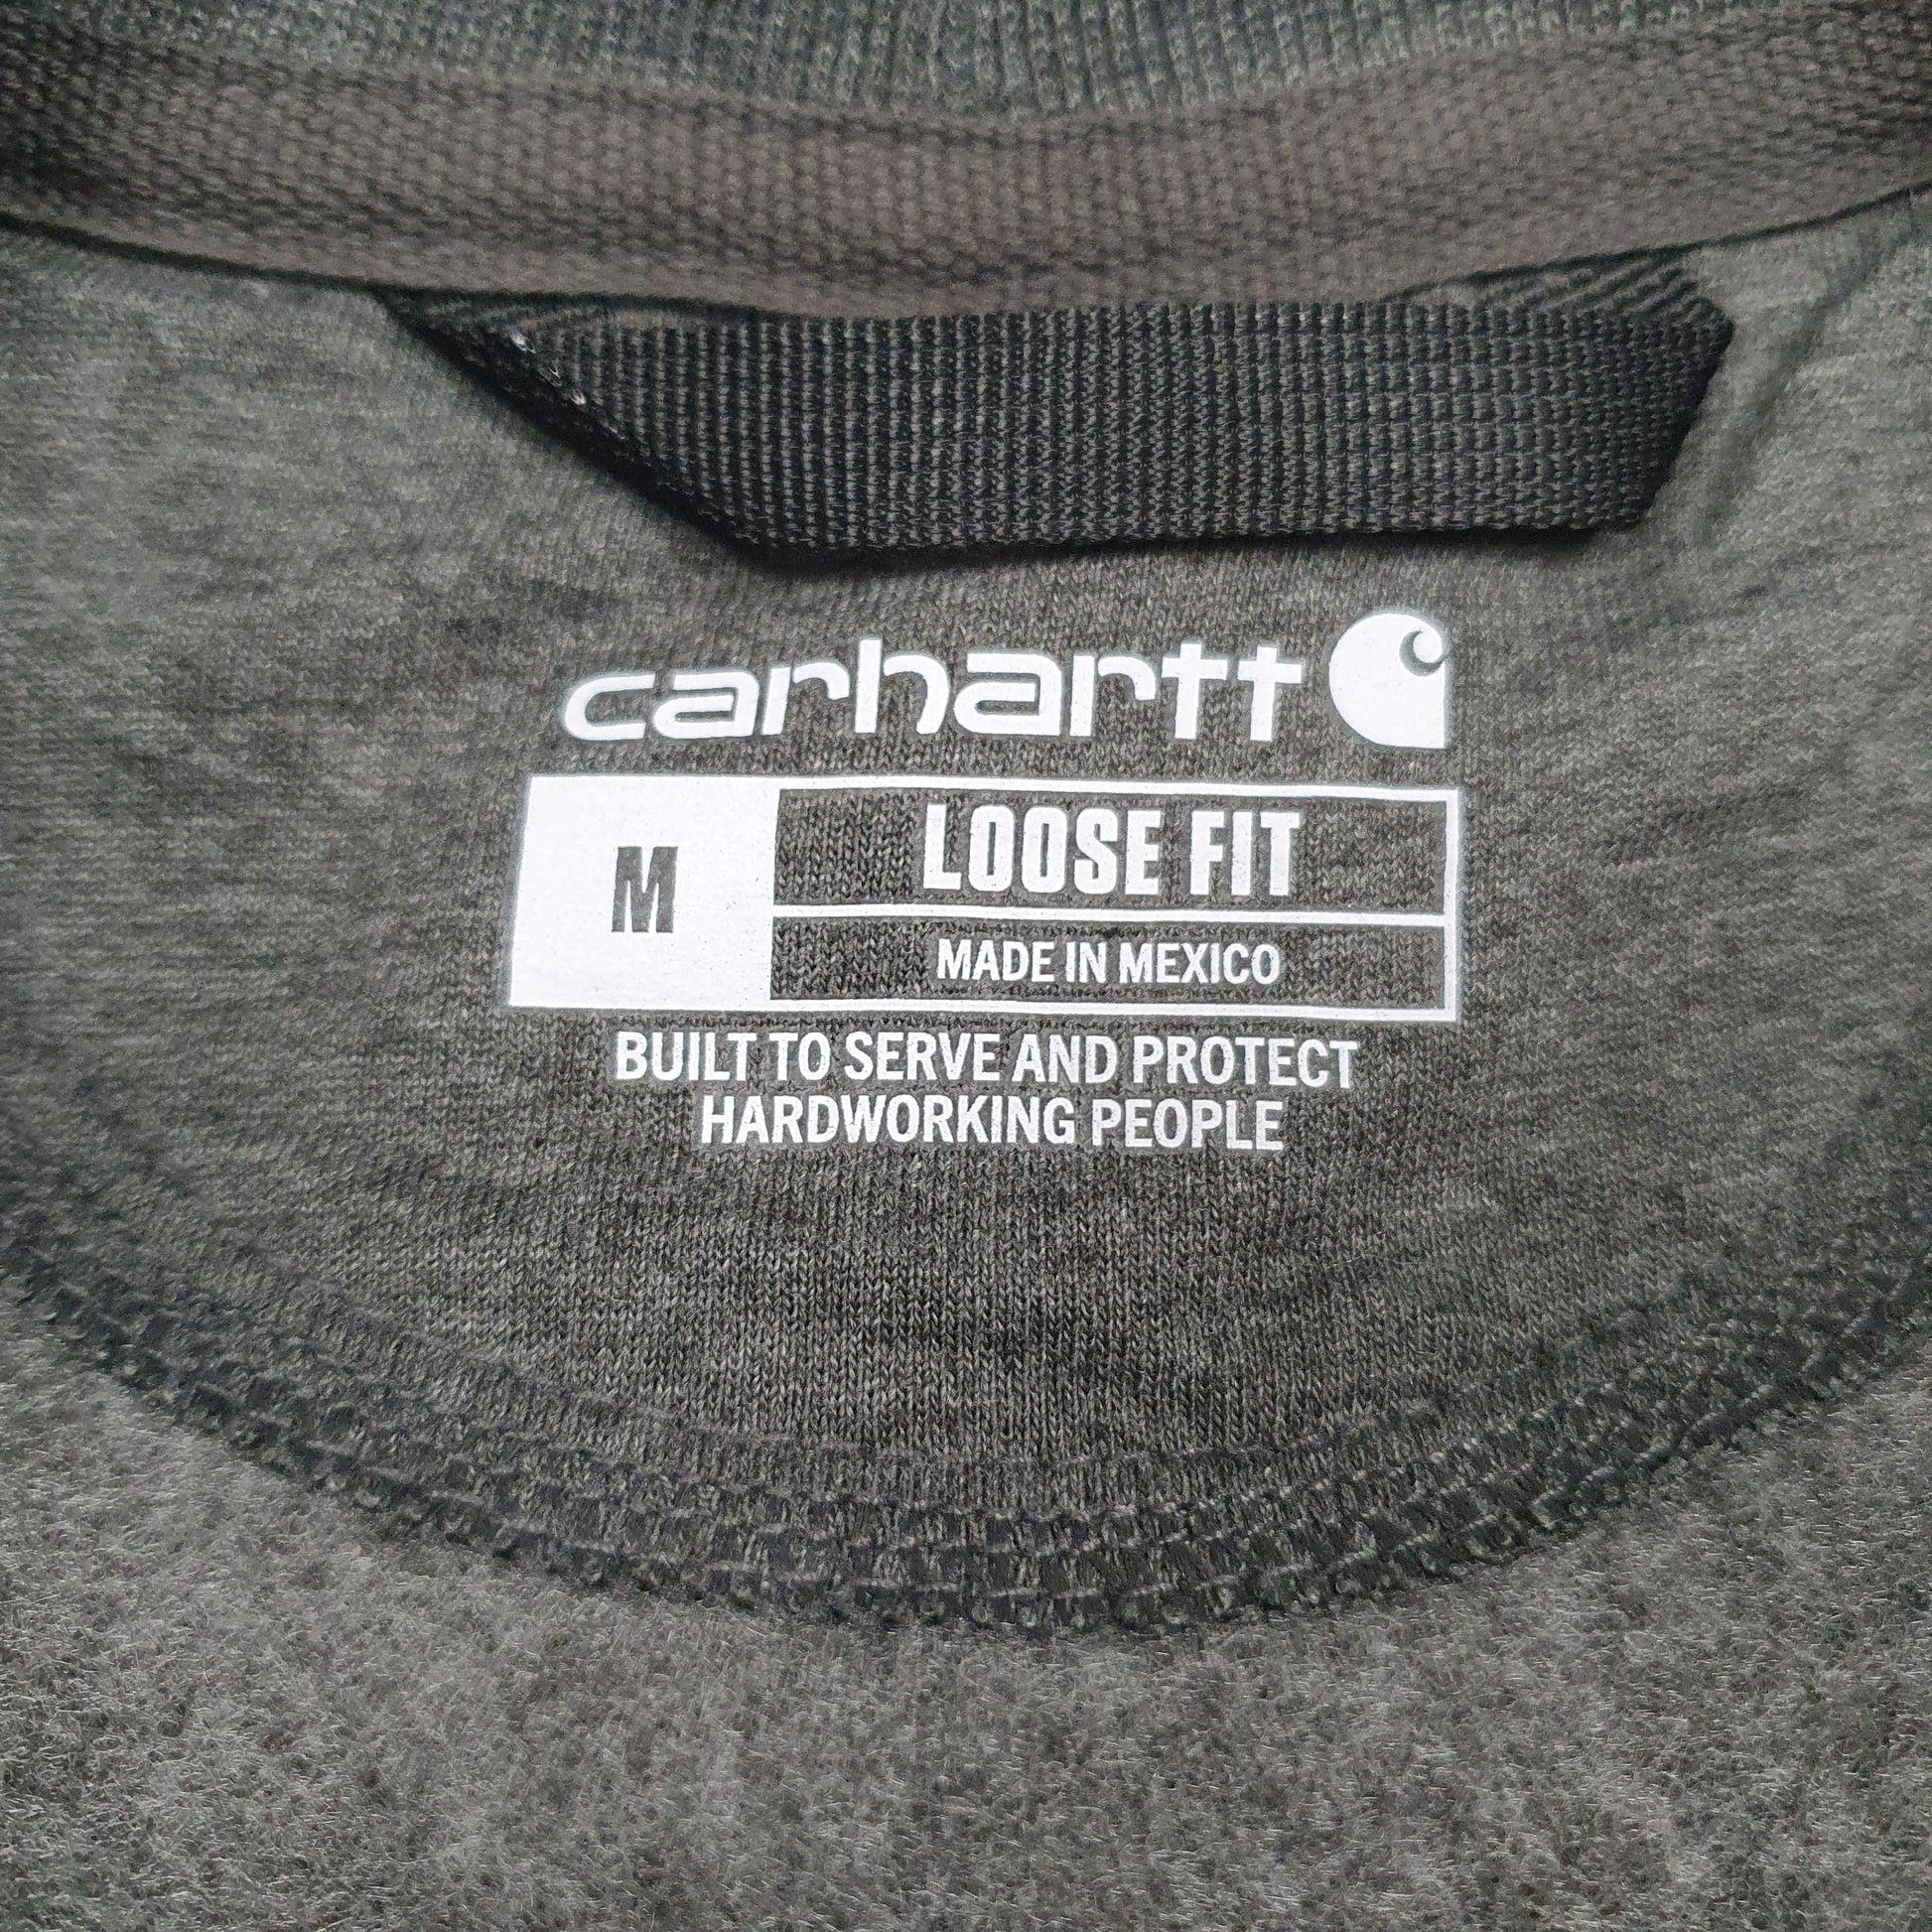 carhartt
M
LOOSE FIT
MADE IN MEXICO
BUILT TO SERVE AND PROTECT
HARDWORKING PEOPLE